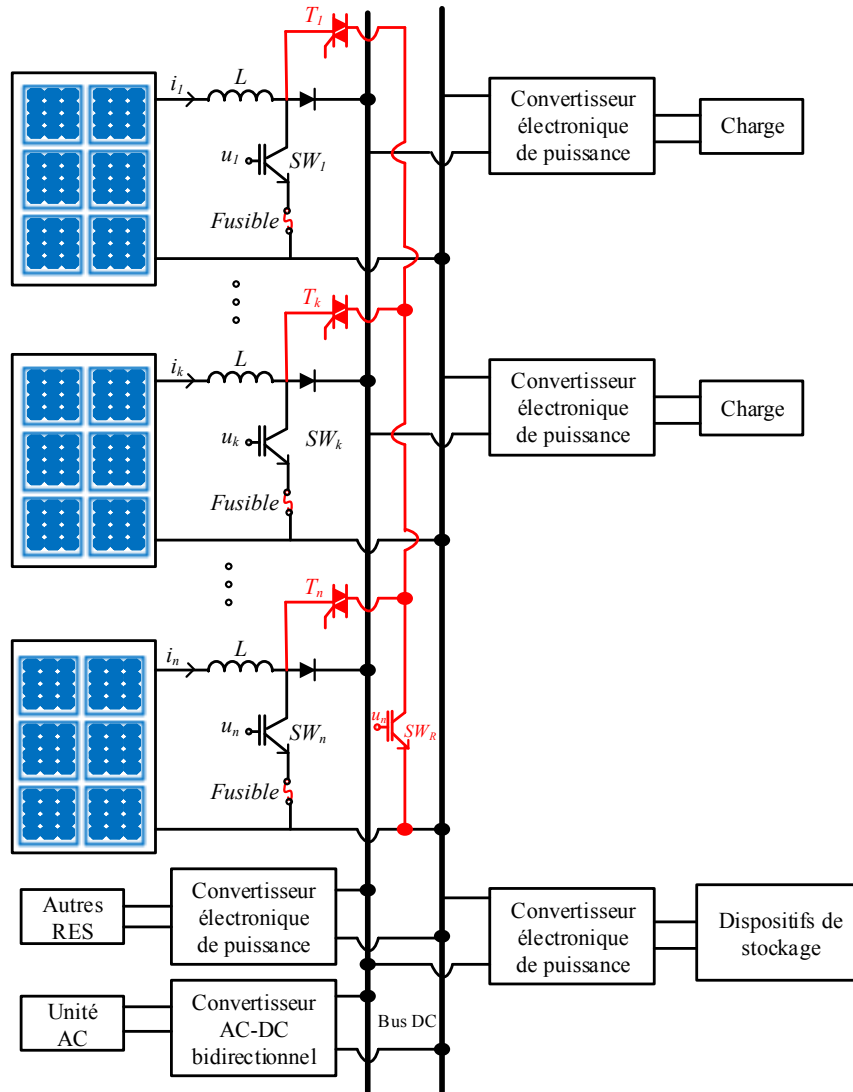 T1
i1
L
Convertisseur
électronique
de puissance
Charge
u1
SW1
Fusible
Tk
ik
L
Convertisseur
électronique
de puissance
Charge
uk
SWk
Fusible
Tn
in
L
un
SWn
un
SWR
Fusible
Autres
RES
Convertisseur
électronique
de puissance
Convertisseur
électronique
de puissance
Dispositifs de
stockage
Unité
AC
Convertisseur
AC-DC
bidirectionnel
Bus DC